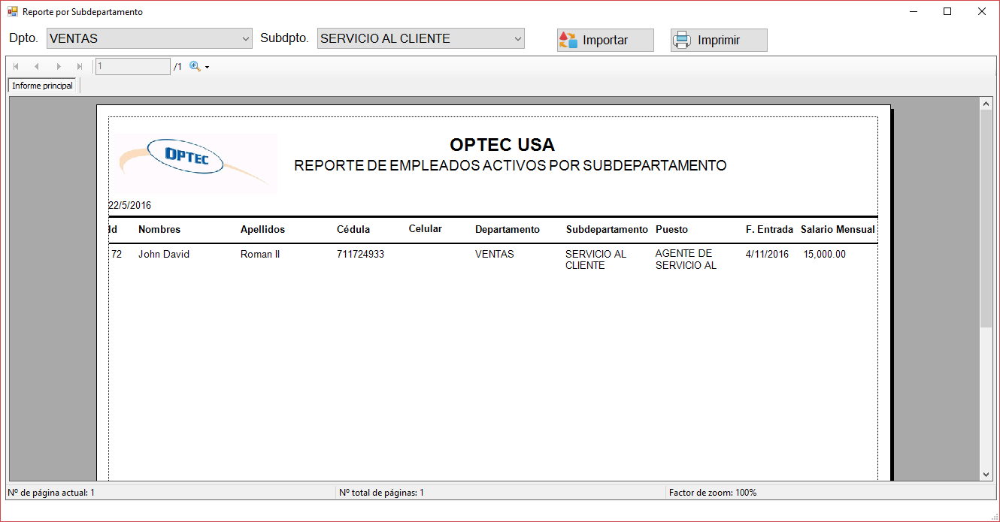 Reporte por Subdepartamento
Dpto. VENTAS Subdpto. SERVICIO AL CLIENTE Importar Imprimir
1 /1
Informe principal
OPTEC
OPTEC USA
REPORTE DE EMPLEADOS ACTIVOS POR SUBDEPARTAMENTO
22/5/2016
Id Nombres Apellidos Cédula Celular Departamento Subdepartamento Puesto F. Entrada Salario Mensual
72 John David Roman II 711724933 VENTAS SERVICIO AL AGENTE DE 4/11/2016 15,000.00
CLIENTE SERVICIO AL
Nº de página actual: 1 Nº total de páginas: 1 Factor de zoom: 100%